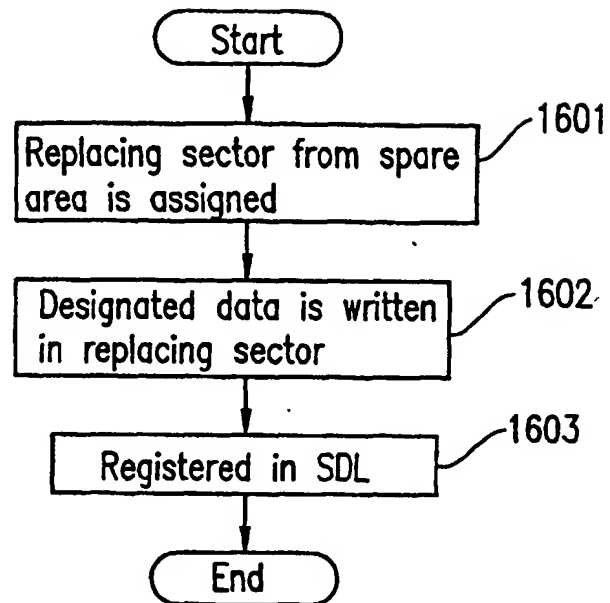 Start
1601
Replacing sector from spare
area is assigned
1602
Designated data is written
in replacing sector
1603
Registered in SDL
End